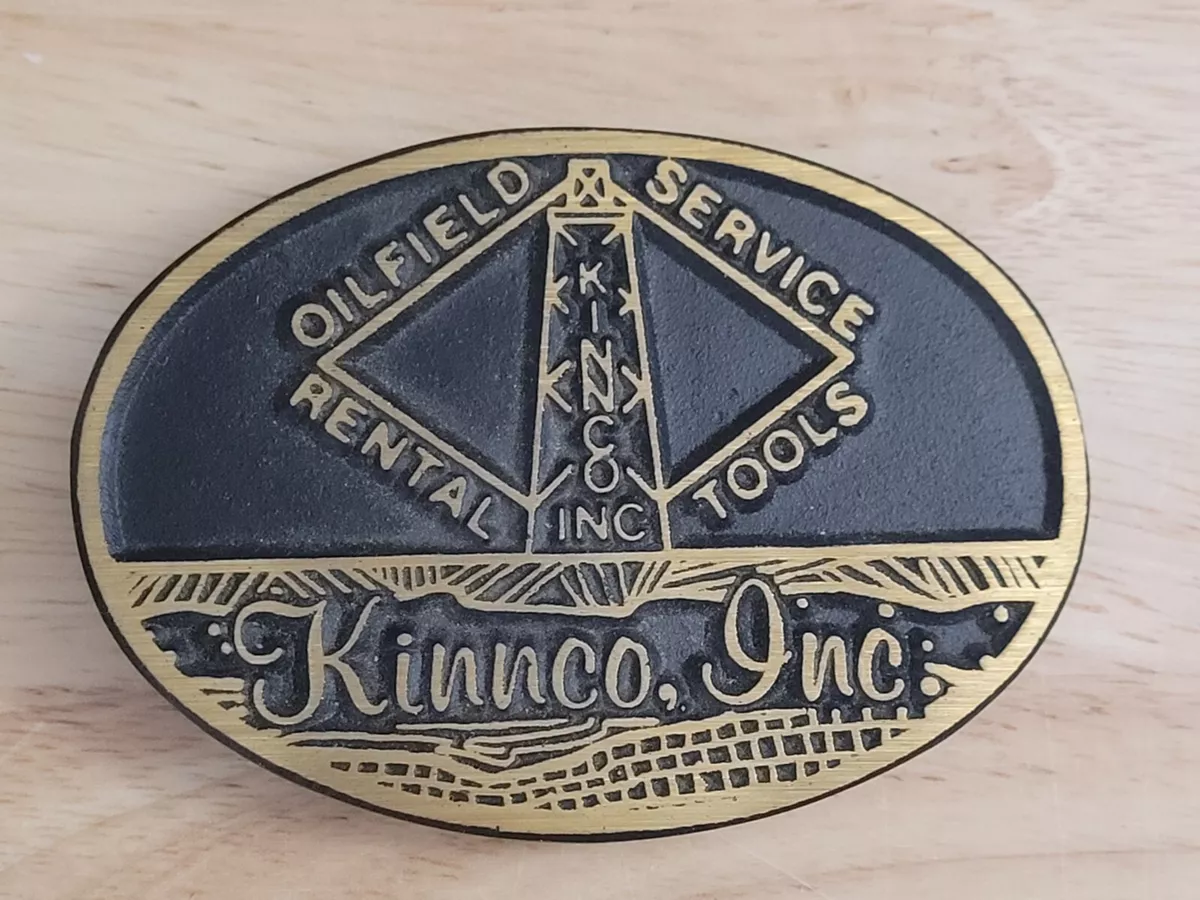 OILFIELD SERVICE
RENTAL TOOLS
KINNCO
INC
Kinnco, Inc.